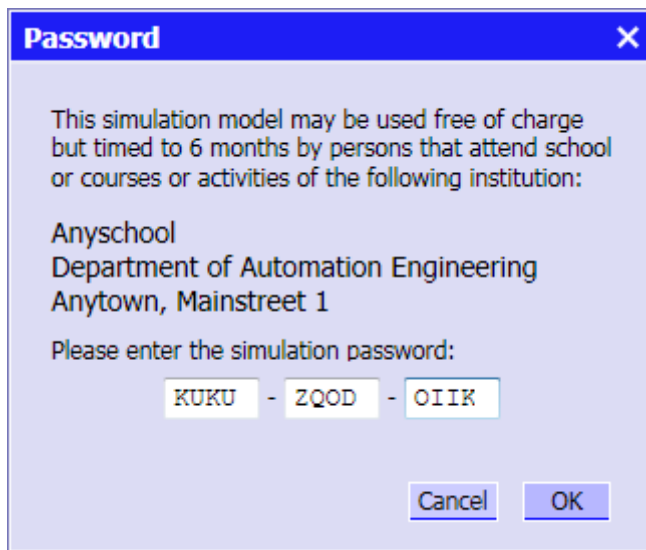 Password
This simulation model may be used free of charge
but timed to 6 months by persons that attend school
or courses or activities of the following institution:
Anyschool
Department of Automation Engineering
Anytown, Mainstreet 1
Please enter the simulation password:
KUKU - ZQOD - OIIK
Cancel OK